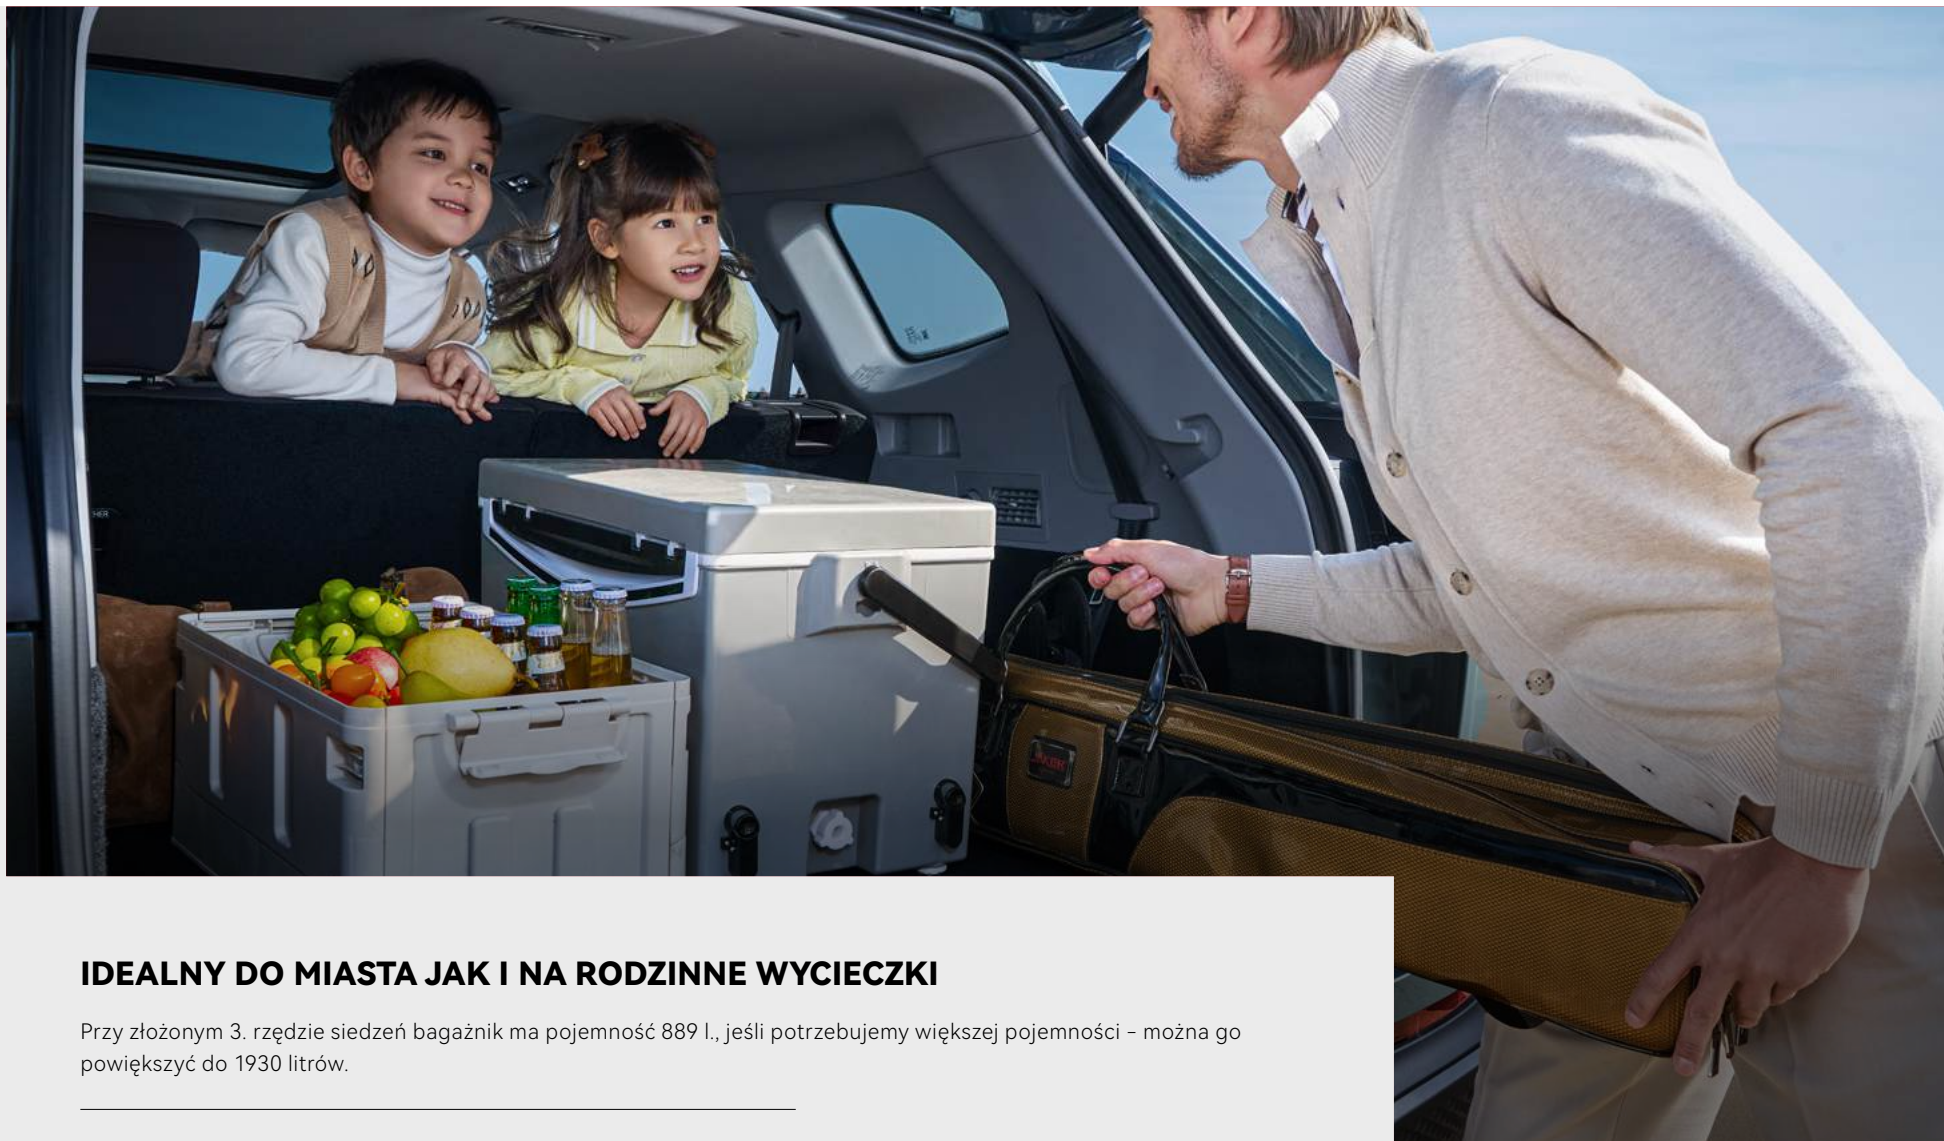 IDEALNY DO MIASTA JAK I NA RODZINNE WYCIECZKI
Przy złożonym 3. rzędzie siedzeń bagażnik ma pojemność 889 l., jeśli potrzebujemy większej pojemności – można go
powiększyć do 1930 litrów.